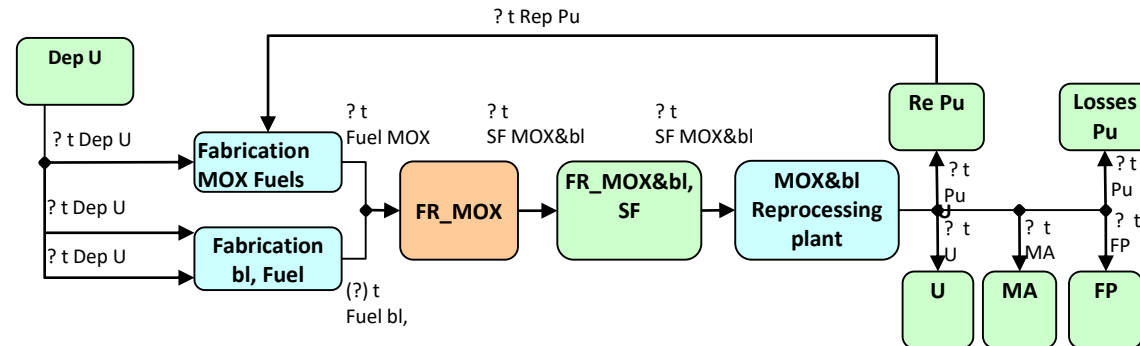 ? t Rep Pu
Dep U
Re Pu
Losses
Pu
? t
Fuel MOX
? t
SF MOX&bl
? t
SF MOX&bl
? t Dep U
Fabrication
MOX Fuels
FR_MOX
FR_MOX&bl,
SF
MOX&bl
Reprocessing
plant
? t
Pu
? t
Pu
? t Dep U
? t Dep U
Fabrication
bl, Fuel
U
? t
U
? t
MA
? t
FP
(?) t
Fuel bl,
U
MA
FP